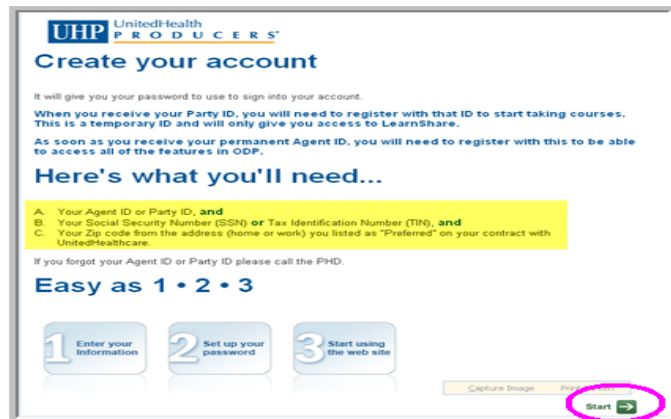 UHP UnitedHealth
PRODUCERS
Create your account
It will give you your password to use to sign into your account.
When you receive your Party ID, you will need to register with that ID to start taking courses.
This is a temporary ID and will only give you access to LearnShare.
As soon as you receive your permanent Agent ID, you will need to register with this to be able
to access all of the features in ODP.
Here's what you'll need...
A. Your Agent ID or Party ID, and
B. Your Social Security Number (SSN) or Tax Identification Number (TIN), and
C. Your Zip code from the address (home or work) you listed as "Preferred" on your contract with
UnitedHealthcare.
If you forgot your Agent ID or Party ID please call the PHD.
Easy as 1 • 2 • 3
1 Enter your
Information
2 Set up your
password
3 Start using
the web site
Capture Image Print
Start